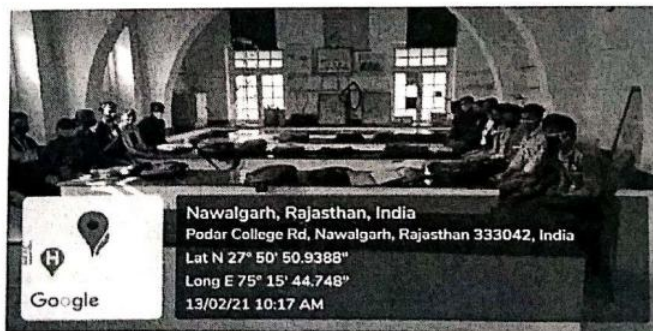 Nawalgarh, Rajasthan, India
Podar College Rd, Nawalgarh, Rajasthan 333042, India
Lat N 27° 50' 50.9388"
Long E 75° 15' 44.748"
13/02/21 10:17 AM
H
Google